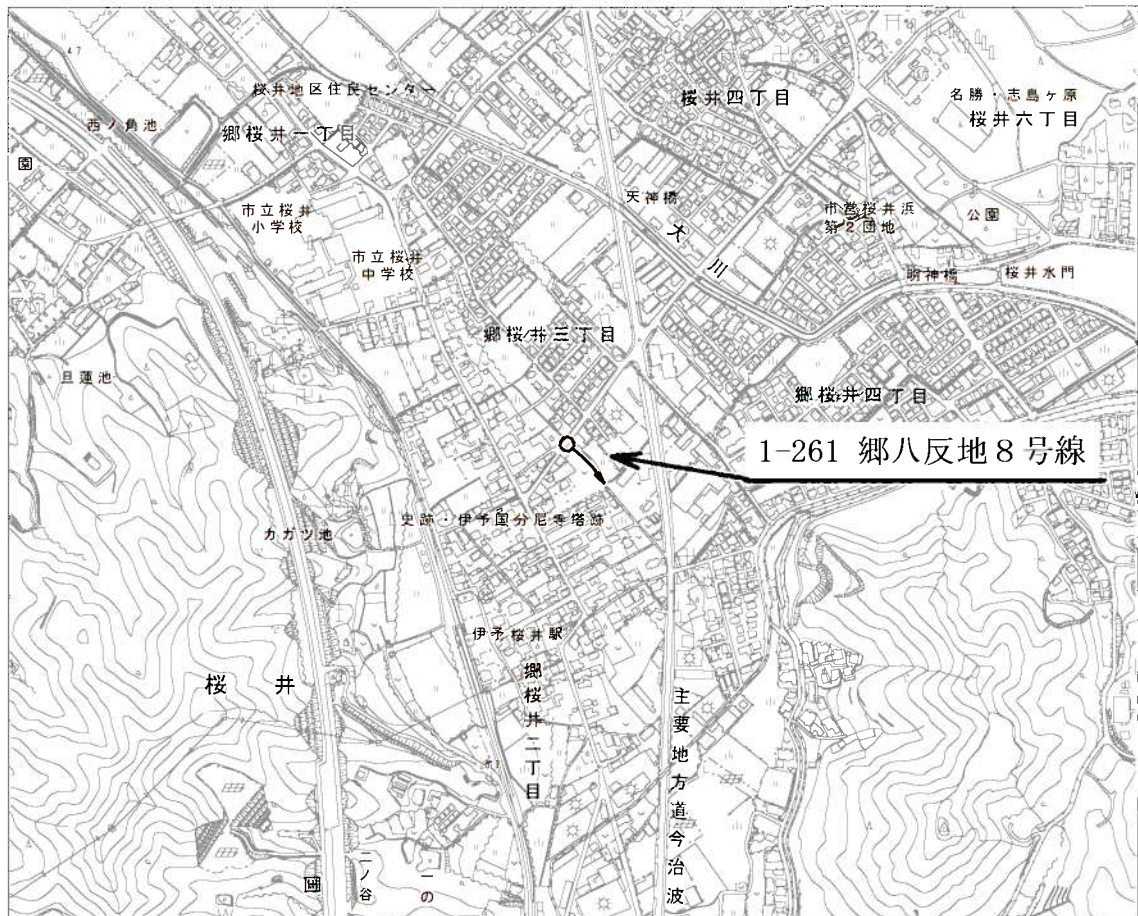 47
桜井地区住民センター
桜井四丁目
名勝・志島ヶ原
桜井六丁目
西ノ角池
郷桜井一丁目
園
市立桜井
小学校
天神橋
市営桜井浜
第2団地
公園
市立桜井
中学校
大川
明神橋
桜井水門
郷桜井三丁目
旦蓮池
郷桜井四丁目
1-261 郷八反地8号線
史跡・伊予国分尼寺塔跡
カガツ池
伊予桜井駅
桜井
郷桜井二丁目
主要地方道今治波
二ノ谷
一の